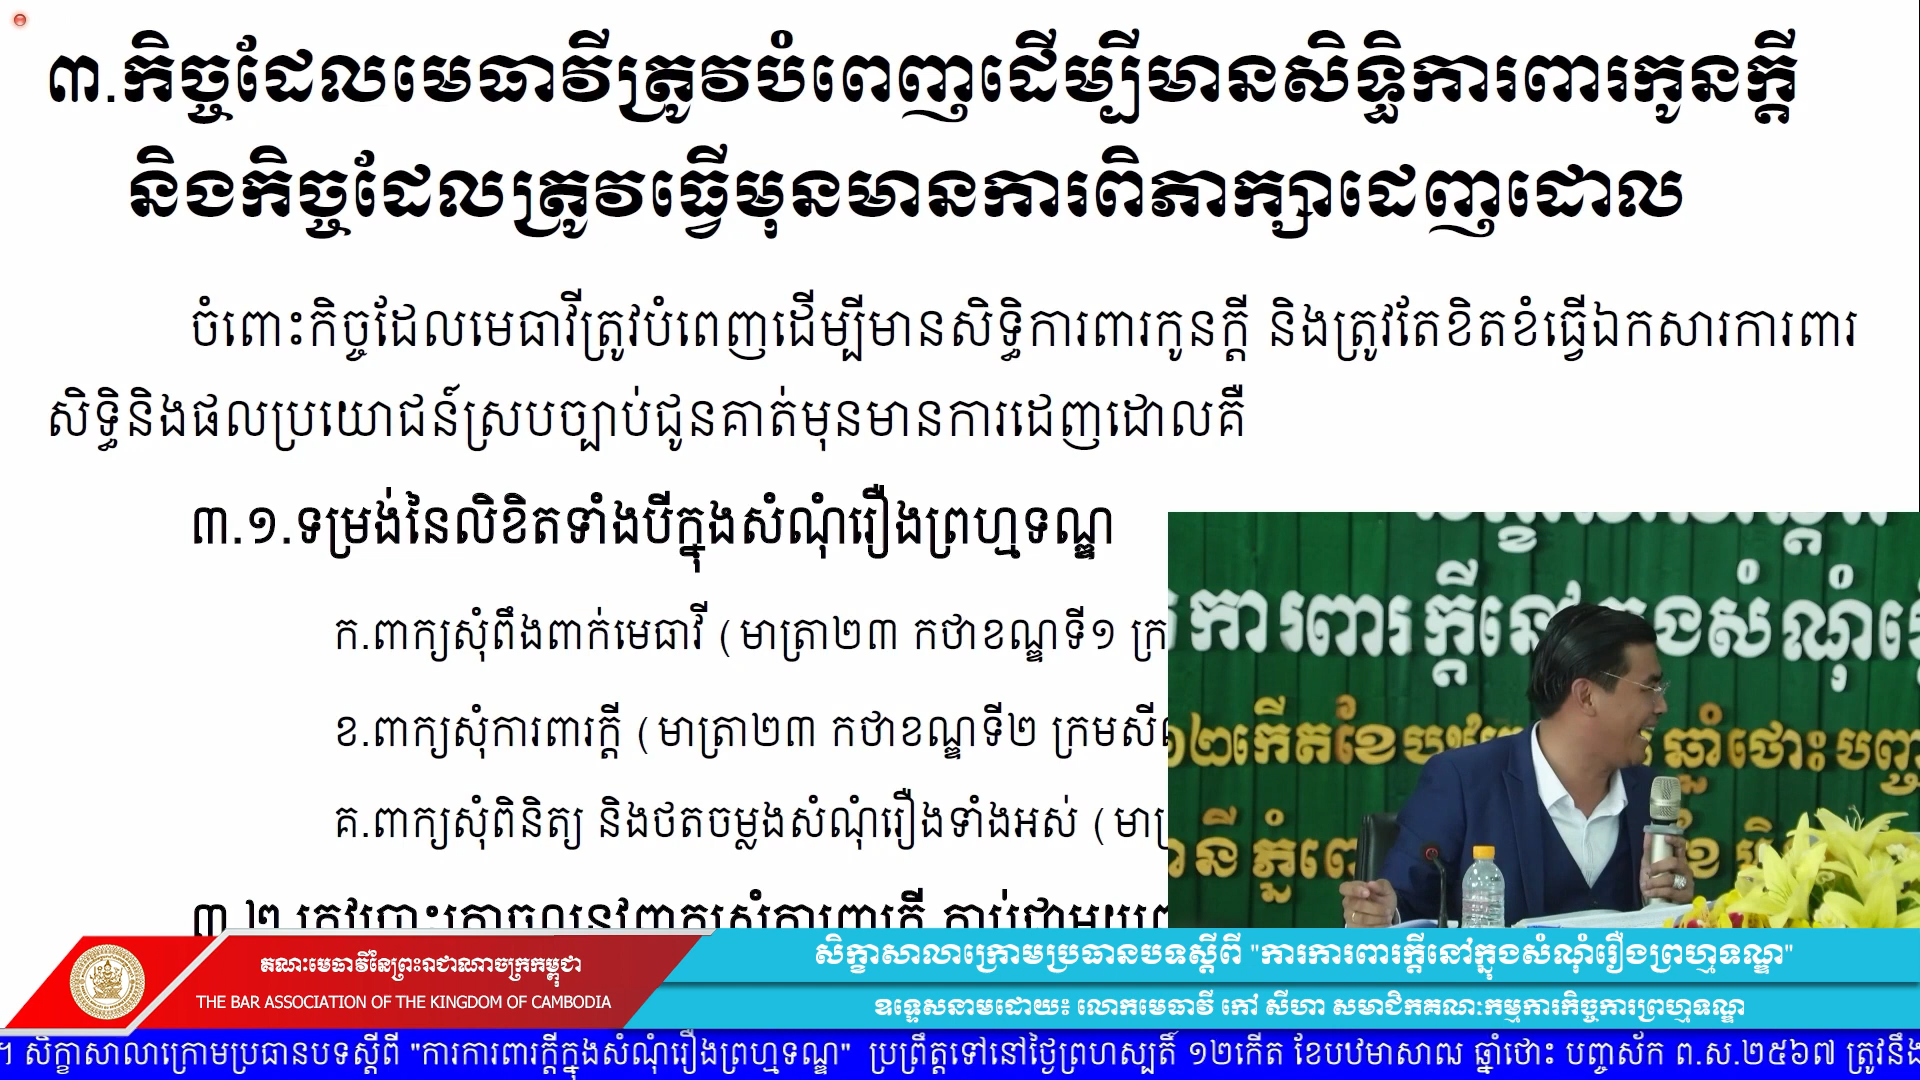 ៣.កិច្ចដែលមេធាវីត្រូវបំពេញដើម្បីមានសិទ្ធិការពារកូនក្តី
និងកិច្ចដែលត្រូវធ្វើមុនមានការពិភាក្សាដេញដោល
ចំពោះកិច្ចដែលមេធាវីត្រូវបំពេញដើម្បីមានសិទ្ធិការពារកូនក្តី និងត្រូវតែខិតខំធ្វើឯកសារការពារ
សិទ្ធិនិងផលប្រយោជន៍ស្របច្បាប់ជូនគាត់មុនមានការដេញដោលគឺ
៣.១.ទម្រង់នៃលិខិតទាំងបីក្នុងសំណុំរឿងព្រហ្មទណ្ឌ
ក.ពាក្យសុំពឹងពាក់មេធាវី (មាត្រា២៣ កថាខណ្ឌទី១
ខ.ពាក្យសុំការពារក្តី (មាត្រា២៣ កថាខណ្ឌទី២ ក្រមសីល
គ.ពាក្យសុំពិនិត្យ និងថតចម្លងសំណុំរឿងទាំងអស់
ការពារក្តីនៅ សំណុំ
១២កើត ឆ្នាំថោះ
គណៈមេធាវីនៃព្រះរាជាណាចក្រកម្ពុជា
THE BAR ASSOCIATION OF THE KINGDOM OF CAMBODIA
សិក្ខាសាលាក្រោមប្រធានបទស្តីពី "ការការពារក្តីនៅក្នុងសំណុំរឿងព្រហ្មទណ្ឌ"
ឧទ្ទេសនាមដោយ៖ លោកមេធាវី កៅ សីហា សមាជិកគណៈកម្មការកិច្ចការព្រហ្មទណ្ឌ
។ សិក្ខាសាលាក្រោមប្រធានបទស្តីពី "ការការពារក្តីក្នុងសំណុំរឿងព្រហ្មទណ្ឌ" ប្រព្រឹត្តទៅនៅថ្ងៃព្រហស្បតិ៍ ១២កើត ខែបឋមាសាឍ ឆ្នាំថោះ បញ្ចស័ក ព.ស.២៥៦៧ ត្រូវនឹង